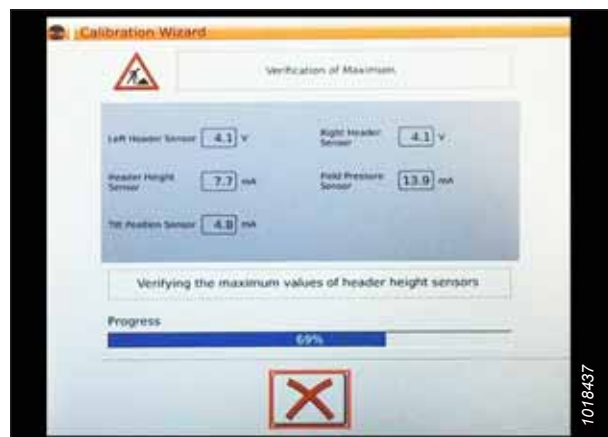 Calibration Wizard
Verification of Maximum
Left Header Sensor 4.1 V
Right Header Sensor 4.1 V
Header Height Sensor 7.7 mA
Field Pressure Sensor 13.9 mA
Tilt Position Sensor 4.8 mA
Verifying the maximum values of header height sensors
Progress
69%
1018437